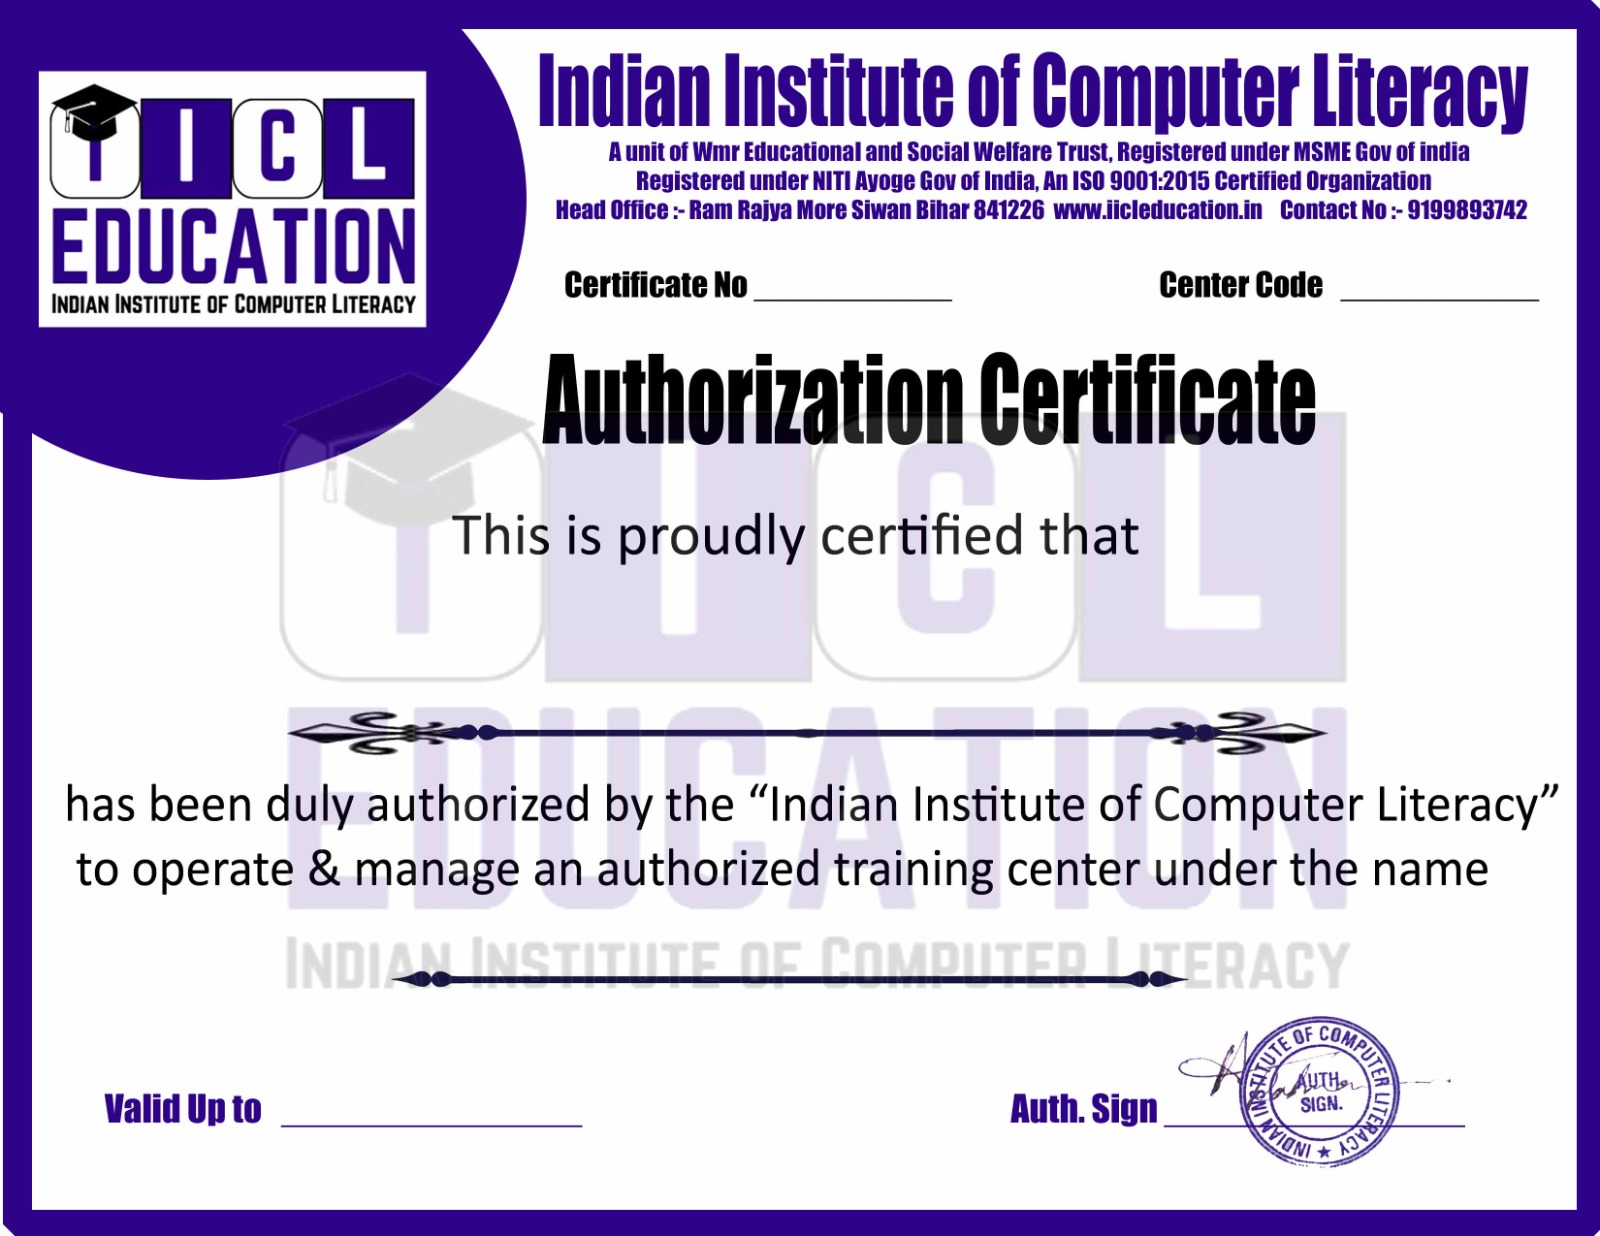 IICL
EDUCATION
INDIAN INSTITUTE OF COMPUTER LITERACY
Indian Institute of Computer Literacy
A unit of Wmr Educational and Social Welfare Trust, Registered under MSME Gov of india
Registered under NITI Ayoge Gov of India, An ISO 9001:2015 Certified Organization
Head Office :- Ram Rajya More Siwan Bihar 841226 www.iicleducation.in Contact No :- 9199893742
Certificate No ____________ Center Code ____________
Authorization Certificate
IICL
This is proudly certified that
EDUCATION
has been duly authorized by the “Indian Institute of Computer Literacy”
to operate & manage an authorized training center under the name
INDIAN INSTITUTE OF COMPUTER LITERACY
Valid Up to ____________ Auth. Sign ____________
INDIAN INSTITUTE OF COMPUTER LITERACY ★
AUTH.
SIGN.